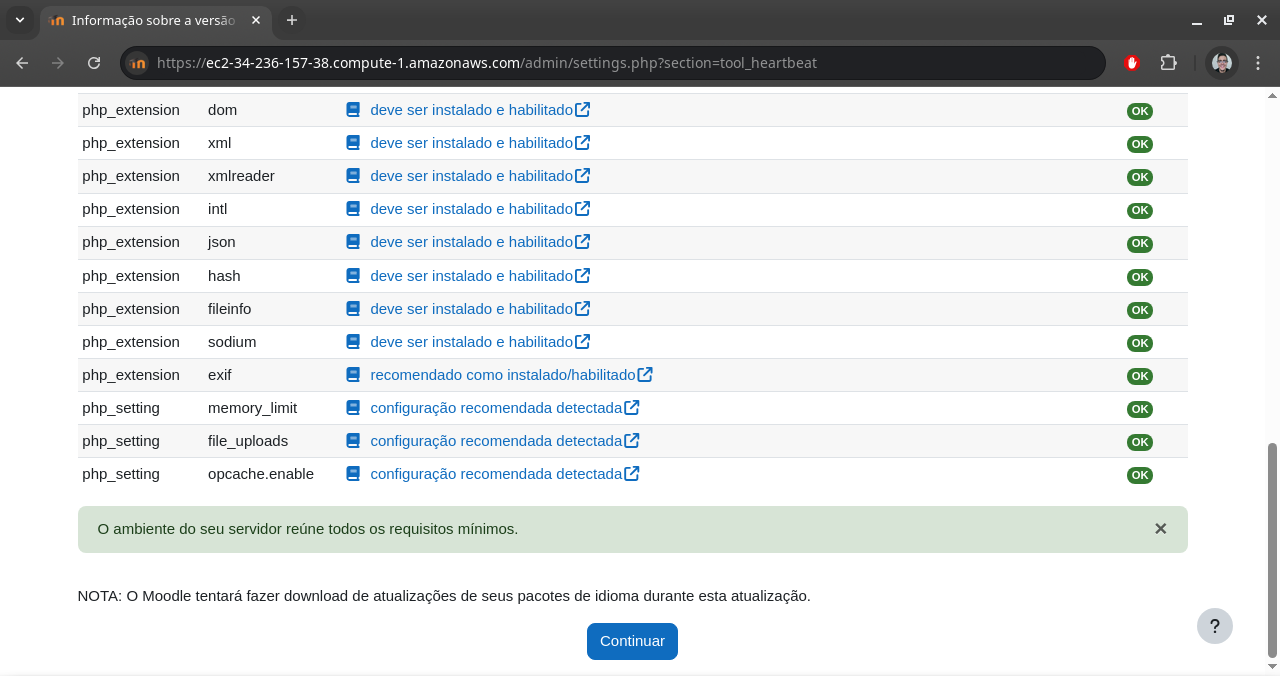 Informação sobre a versão
https://ec2-34-236-157-38.compute-1.amazonaws.com/admin/settings.php?section=tool_heartbeat
php_extension dom deve ser instalado e habilitado OK
php_extension xml deve ser instalado e habilitado OK
php_extension xmlreader deve ser instalado e habilitado OK
php_extension intl deve ser instalado e habilitado OK
php_extension json deve ser instalado e habilitado OK
php_extension hash deve ser instalado e habilitado OK
php_extension fileinfo deve ser instalado e habilitado OK
php_extension sodium deve ser instalado e habilitado OK
php_extension exif recomendado como instalado/habilitado OK
php_setting memory_limit configuração recomendada detectada OK
php_setting file_uploads configuração recomendada detectada OK
php_setting opcache.enable configuração recomendada detectada OK
O ambiente do seu servidor reúne todos os requisitos mínimos. ×
NOTA: O Moodle tentará fazer download de atualizações de seus pacotes de idioma durante esta atualização.
?
Continuar